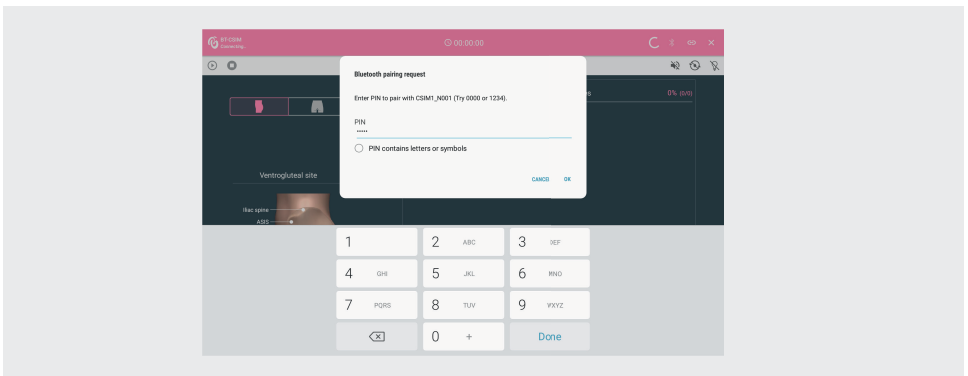 BT-CSIM
Connecting..
00:00:00
Bluetooth pairing request
Enter PIN to pair with CSIM1_N001 (Try 0000 or 1234).
PIN
•••••
PIN contains letters or symbols
CANCEL OK
0% (0/0)
Ventrogluteal site
Iliac spine
ASIS
1
2 ABC
3 DEF
4 GHI
5 JKL
6 MNO
7 PQRS
8 TUV
9 WXYZ
0 +
Done